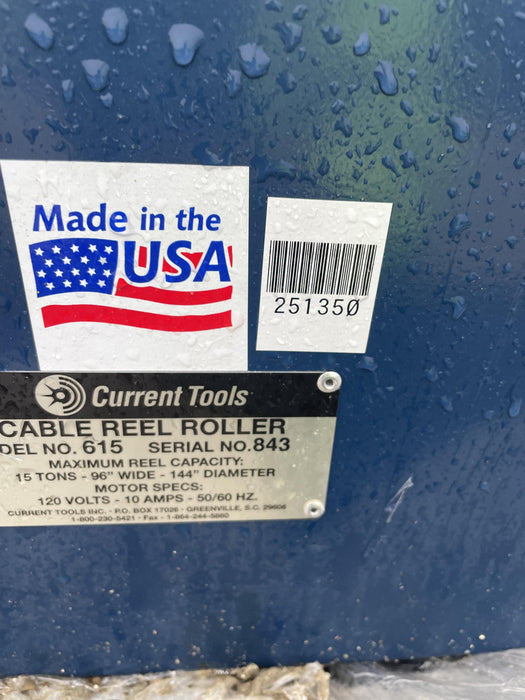 Made in the
USA
251350
Current Tools
CABLE REEL ROLLER
DEL NO. 615 SERIAL NO. 843
MAXIMUM REEL CAPACITY:
15 TONS - 96" WIDE - 144" DIAMETER
MOTOR SPECS:
120 VOLTS - 10 AMPS - 50/60 HZ.
CURRENT TOOLS INC. - P.O. BOX 17026 - GREENVILLE, S.C. 29606
1-800-230-5421 - Fax - 1-864-244-5860